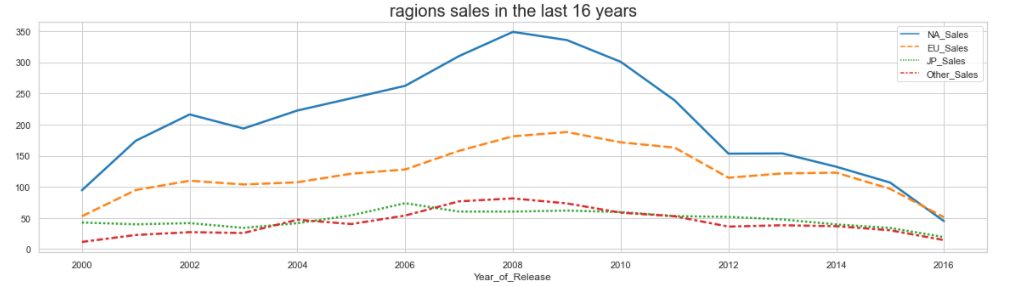 ragions sales in the last 16 years
350
300
250
200
150
100
50
0
NA_Sales
EU_Sales
JP_Sales
Other_Sales
2000 2002 2004 2006 2008 2010 2012 2014 2016
Year_of_Release